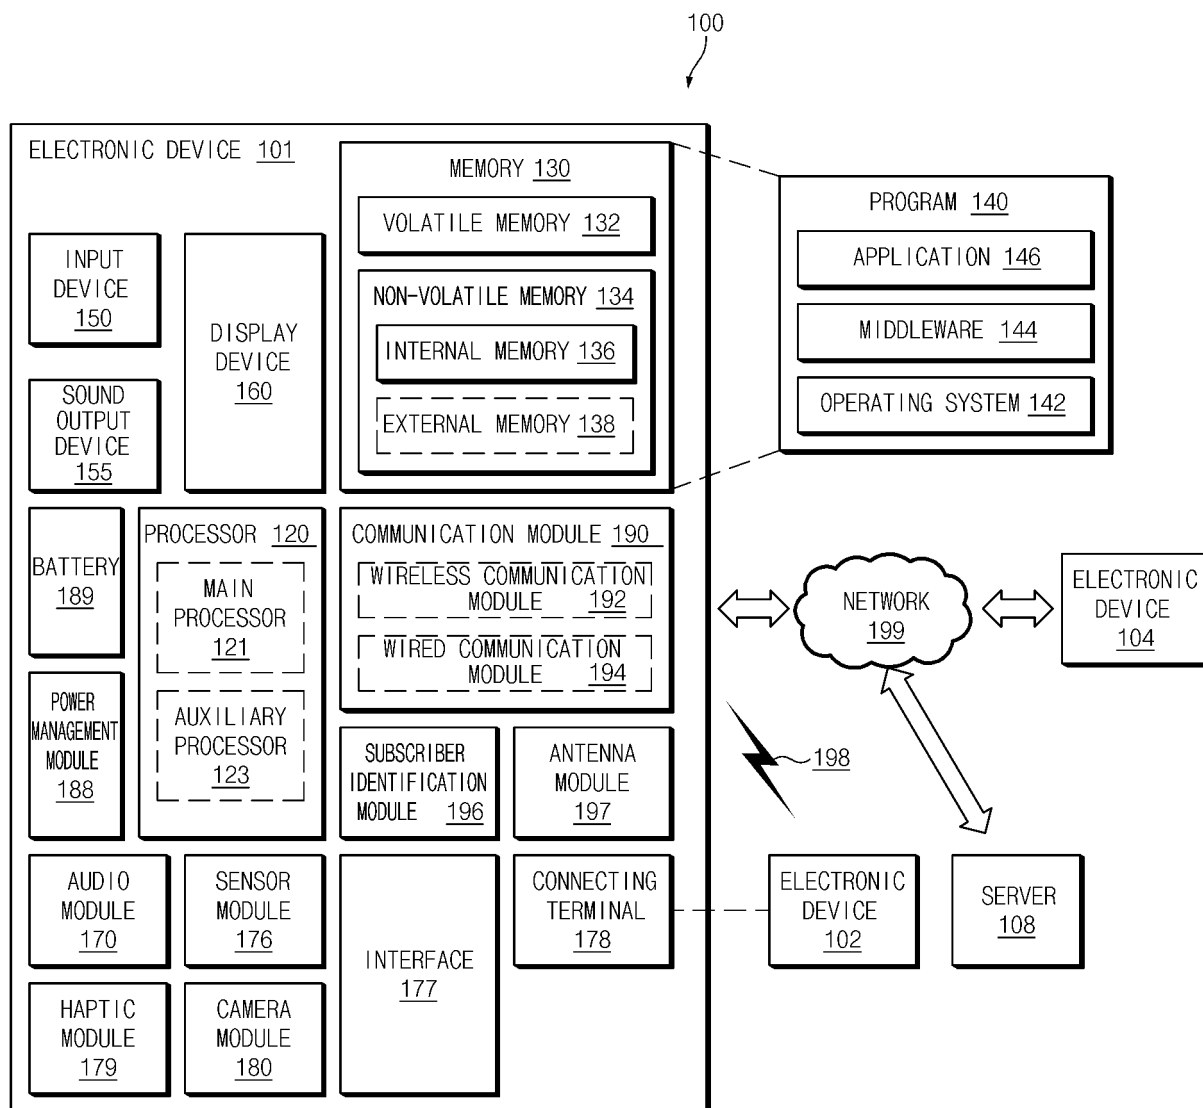 100
ELECTRONIC DEVICE 101
MEMORY 130
VOLATILE MEMORY 132
NON-VOLATILE MEMORY 134
INTERNAL MEMORY 136
EXTERNAL MEMORY 138
PROGRAM 140
APPLICATION 146
MIDDLEWARE 144
OPERATING SYSTEM 142
INPUT
DEVICE
150
DISPLAY
DEVICE
160
SOUND
OUTPUT
DEVICE
155
BATTERY
189
PROCESSOR 120
MAIN
PROCESSOR
121
AUXILIARY
PROCESSOR
123
COMMUNICATION MODULE 190
WIRELESS COMMUNICATION
MODULE 192
WIRED COMMUNICATION
MODULE 194
NETWORK
199
ELECTRONIC
DEVICE
104
POWER
MANAGEMENT
MODULE
188
SUBSCRIBER
IDENTIFICATION
MODULE 196
ANTENNA
MODULE
197
198
AUDIO
MODULE
170
SENSOR
MODULE
176
INTERFACE
177
CONNECTING
TERMINAL
178
ELECTRONIC
DEVICE
102
SERVER
108
HAPTIC
MODULE
179
CAMERA
MODULE
180